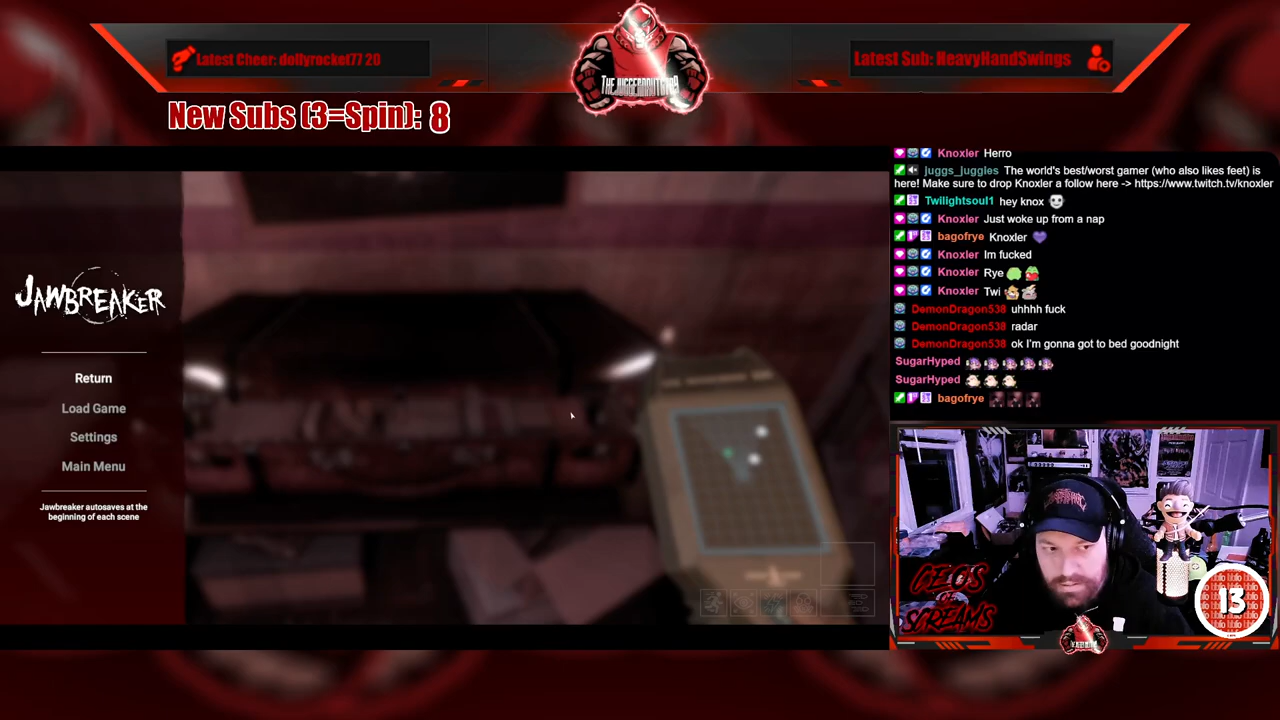 Latest Cheer: dollyrocket77 20
THEJUGGERNAUT6789
Latest Sub: HeavyHandSwings
New Subs (3=Spin): 8
Knoxler Herro
juggs_juggles The world's best/worst gamer (who also likes feet) is
here! Make sure to drop Knoxler a follow here -> https://www.twitch.tv/knoxler
Twilightsoul1 hey knox
Knoxler Just woke up from a nap
bagofrye Knoxler
Knoxler Im fucked
Knoxler Rye
Knoxler Twi
DemonDragon538 uhhhh fuck
DemonDragon538 radar
DemonDragon538 ok I'm gonna got to bed goodnight
SugarHyped
SugarHyped
bagofrye
JAWBREAKER
Return
Load Game
Settings
Main Menu
Jawbreaker autosaves at the
beginning of each scene
SCREAMS
13